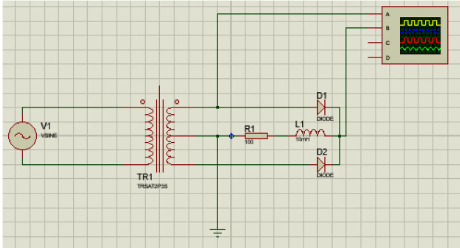 A
B
C
D
V1
VSINE
TR1
TRSAT2P3S
R1
100
L1
10mH
D1
DIODE
D2
DIODE